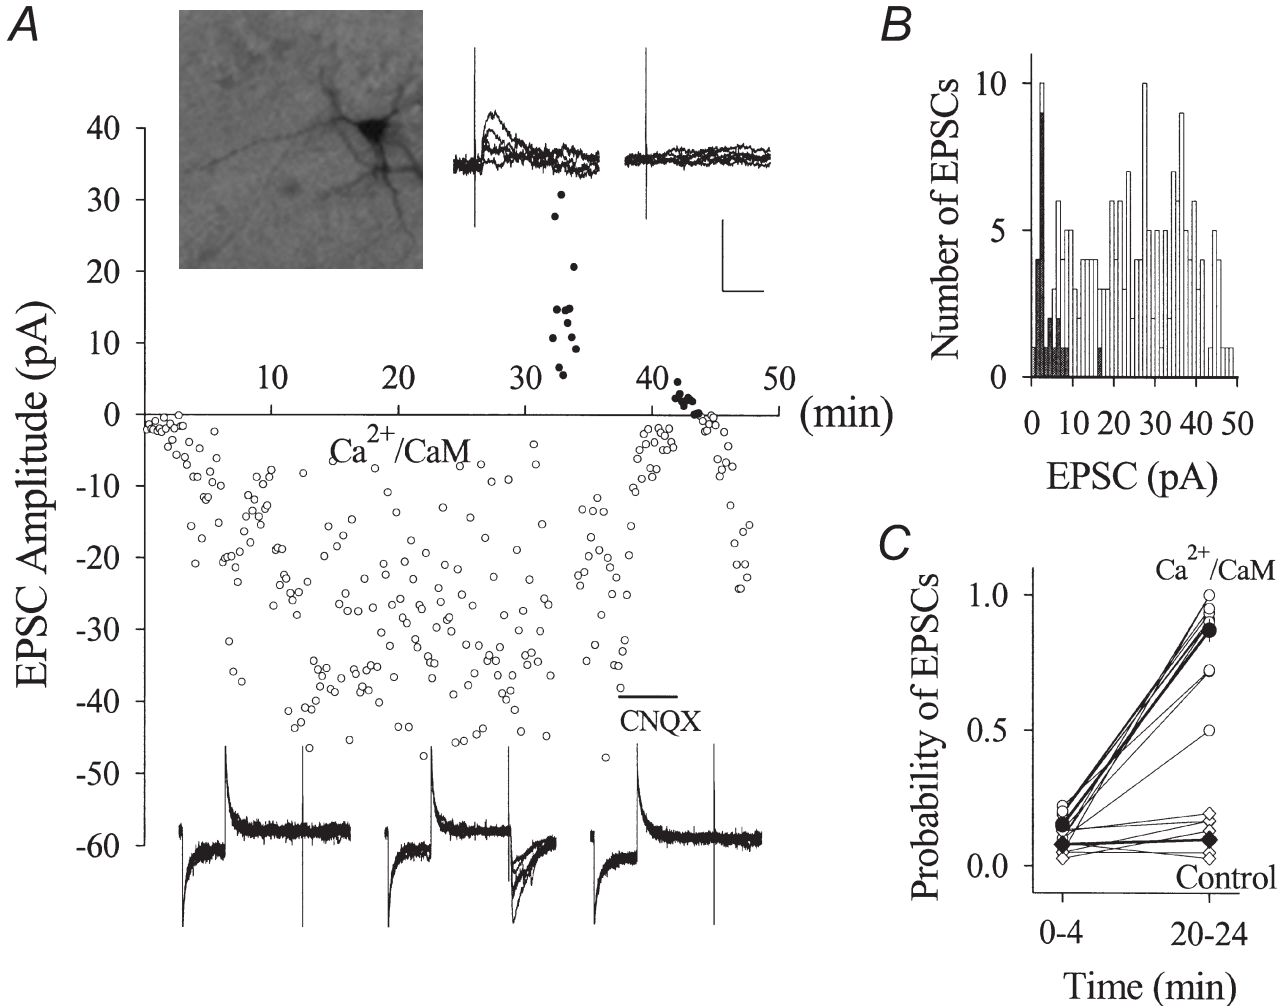 A
40
30
20
10
0
-10
-20
-30
-40
-50
-60
EPSC Amplitude (pA)
10 20 30 40 50
(min)
Ca2+/CaM
CNQX
B
10
5
0
Number of EPSCs
0 10 20 30 40 50
EPSC (pA)
C
Ca2+/CaM
1.0
0.5
0.0
Probability of EPSCs
Control
0-4 20-24
Time (min)